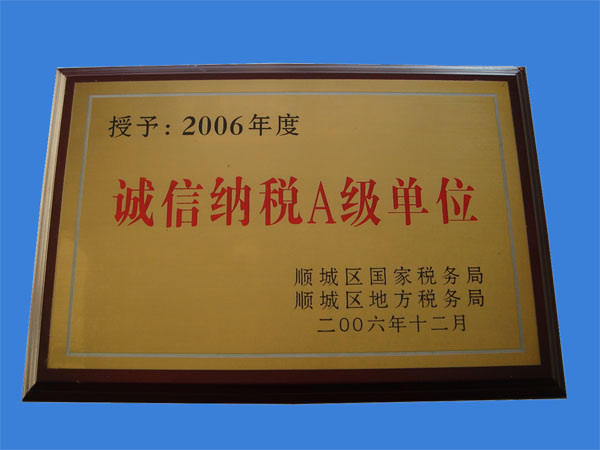 授予：2006年度
诚信纳税A级单位
顺城区国家税务局
顺城区地方税务局
二00六年十二月